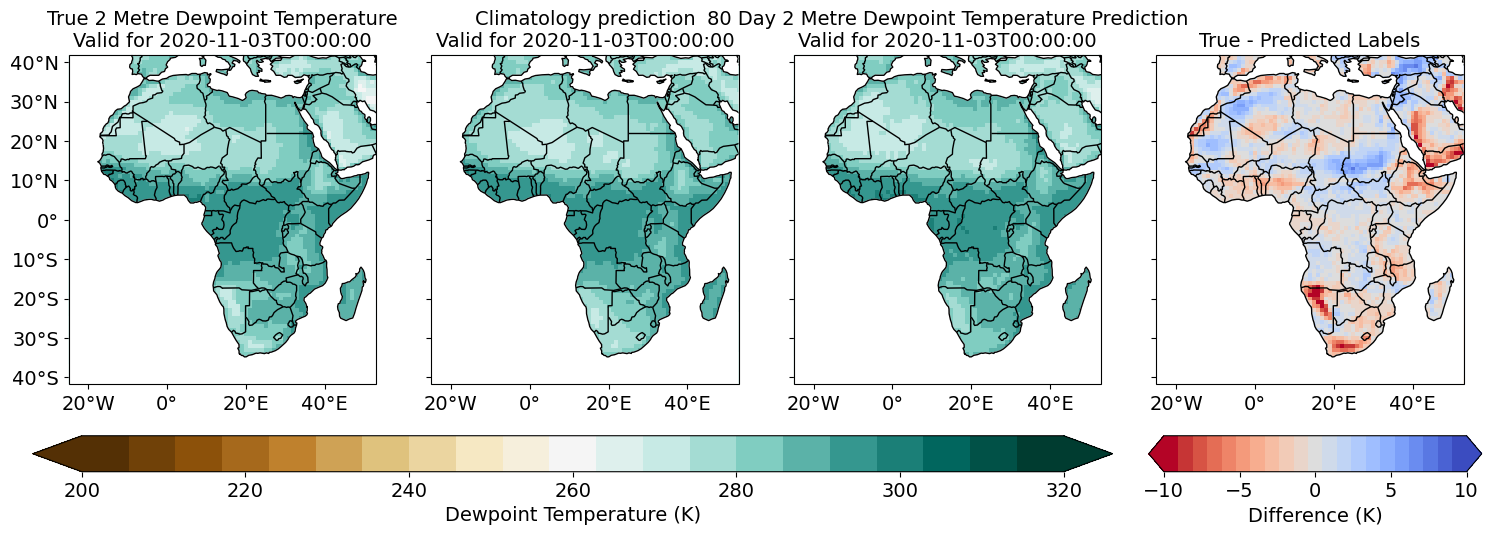 True 2 Metre Dewpoint Temperature
Valid for 2020-11-03T00:00:00
Climatology prediction  80 Day 2 Metre Dewpoint Temperature Prediction
Valid for 2020-11-03T00:00:00
Valid for 2020-11-03T00:00:00
True - Predicted Labels
40°N
30°N
20°N
10°N
0°
10°S
20°S
30°S
40°S
20°W 0° 20°E 40°E
20°W 0° 20°E 40°E
20°W 0° 20°E 40°E
20°W 0° 20°E 40°E
200 220 240 260 280 300 320
Dewpoint Temperature (K)
−10 −5 0 5 10
Difference (K)